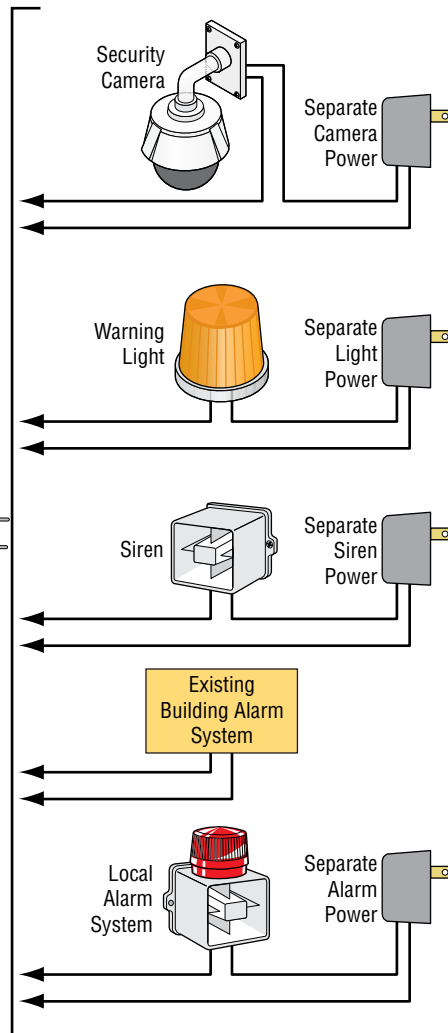 Security
Camera
Separate
Camera
Power
Warning
Light
Separate
Light
Power
Siren
Separate
Siren
Power
Existing
Building Alarm
System
Local
Alarm
System
Separate
Alarm
Power